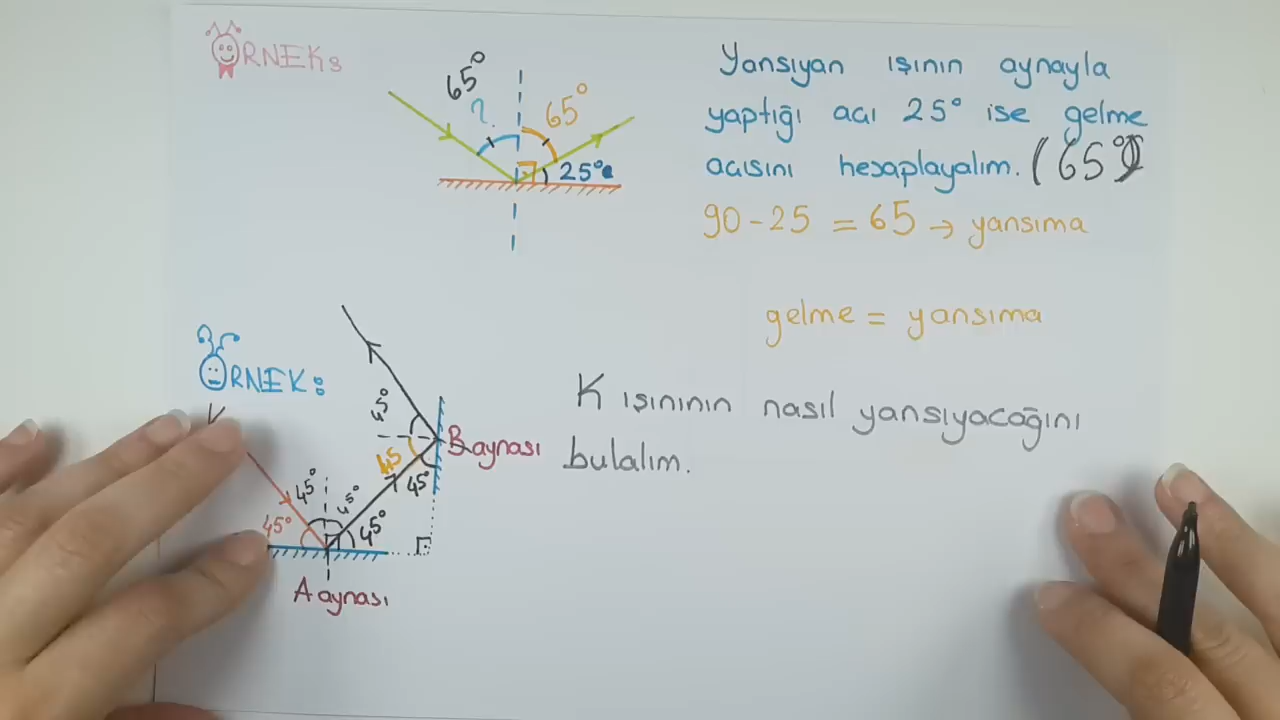 ÖRNEK:
65°
?
65°
25°
Yansıyan ışının aynayla
yaptığı açı 25° ise gelme
açısını hesaplayalım. (65°)
90 - 25 = 65 → yansıma
gelme = yansıma
ÖRNEK:
K
K ışınının nasıl yansıyacağını
bulalım.
45°
45
45°
B aynası
45°
45°
45°
45°
A aynası